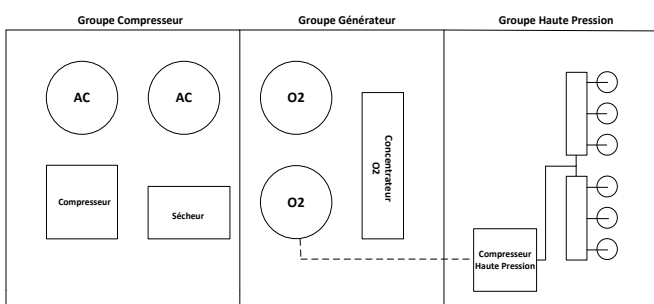 Groupe Compresseur
Groupe Générateur
Groupe Haute Pression
AC
AC
Compresseur
Sécheur
O2
O2
Concentrateur
O2
Compresseur
Haute Pression